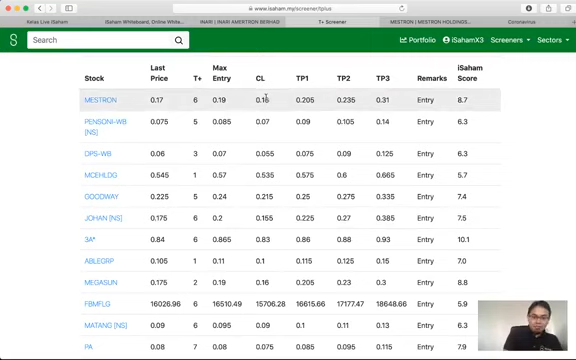 www.isaham.my/screener/tplus
Kelas Live iSaham
iSaham Whiteboard, Online White...
INARI | INARI AMERTRON BERHAD
T+ Screener
MESTRON | MESTRON HOLDINGS...
Coronavirus
S
Search
Portfolio
iSahamX3
Screeners
Sectors
Stock Last Price T+ Max Entry CL TP1 TP2 TP3 Remarks iSaham Score
MESTRON 0.17 6 0.19 0.16 0.205 0.235 0.31 Entry 8.7
PENSONI-WB [NS] 0.075 5 0.085 0.07 0.09 0.105 0.14 Entry 6.3
DPS-WB 0.06 3 0.07 0.055 0.075 0.09 0.125 Entry 6.3
MCEHLDG 0.545 1 0.57 0.535 0.575 0.6 0.665 Entry 5.7
GOODWAY 0.225 5 0.24 0.215 0.25 0.275 0.335 Entry 7.4
JOHAN [NS] 0.175 6 0.2 0.155 0.225 0.27 0.385 Entry 7.5
3A* 0.84 6 0.865 0.83 0.86 0.88 0.93 Entry 10.1
ABLEGRP 0.105 1 0.11 0.1 0.115 0.125 0.15 Entry 7.0
MEGASUN 0.175 2 0.19 0.16 0.205 0.23 0.3 Entry 8.8
FBMFLG 16026.96 6 16510.49 15706.28 16615.66 17177.47 18648.66 Entry 5.9
MATANG [NS] 0.09 6 0.095 0.09 0.1 0.11 0.13 Entry 6.3
PA 0.08 7 0.08 0.075 0.085 0.095 0.115 Entry 7.9